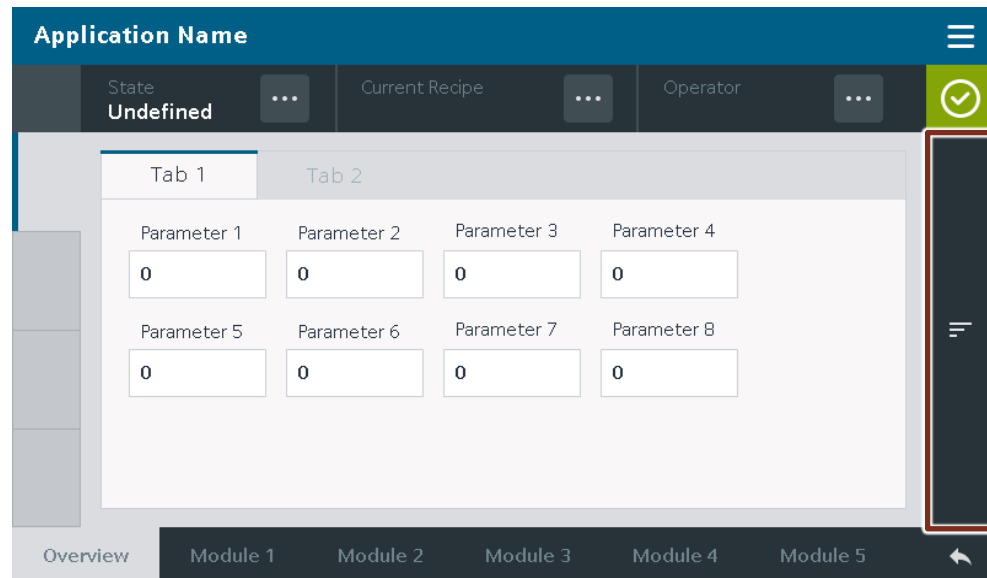 Application Name
State
Undefined
...
Current Recipe
...
Operator
...
Tab 1
Tab 2
Parameter 1
Parameter 2
Parameter 3
Parameter 4
0
0
0
0
Parameter 5
Parameter 6
Parameter 7
Parameter 8
0
0
0
0
Overview
Module 1
Module 2
Module 3
Module 4
Module 5